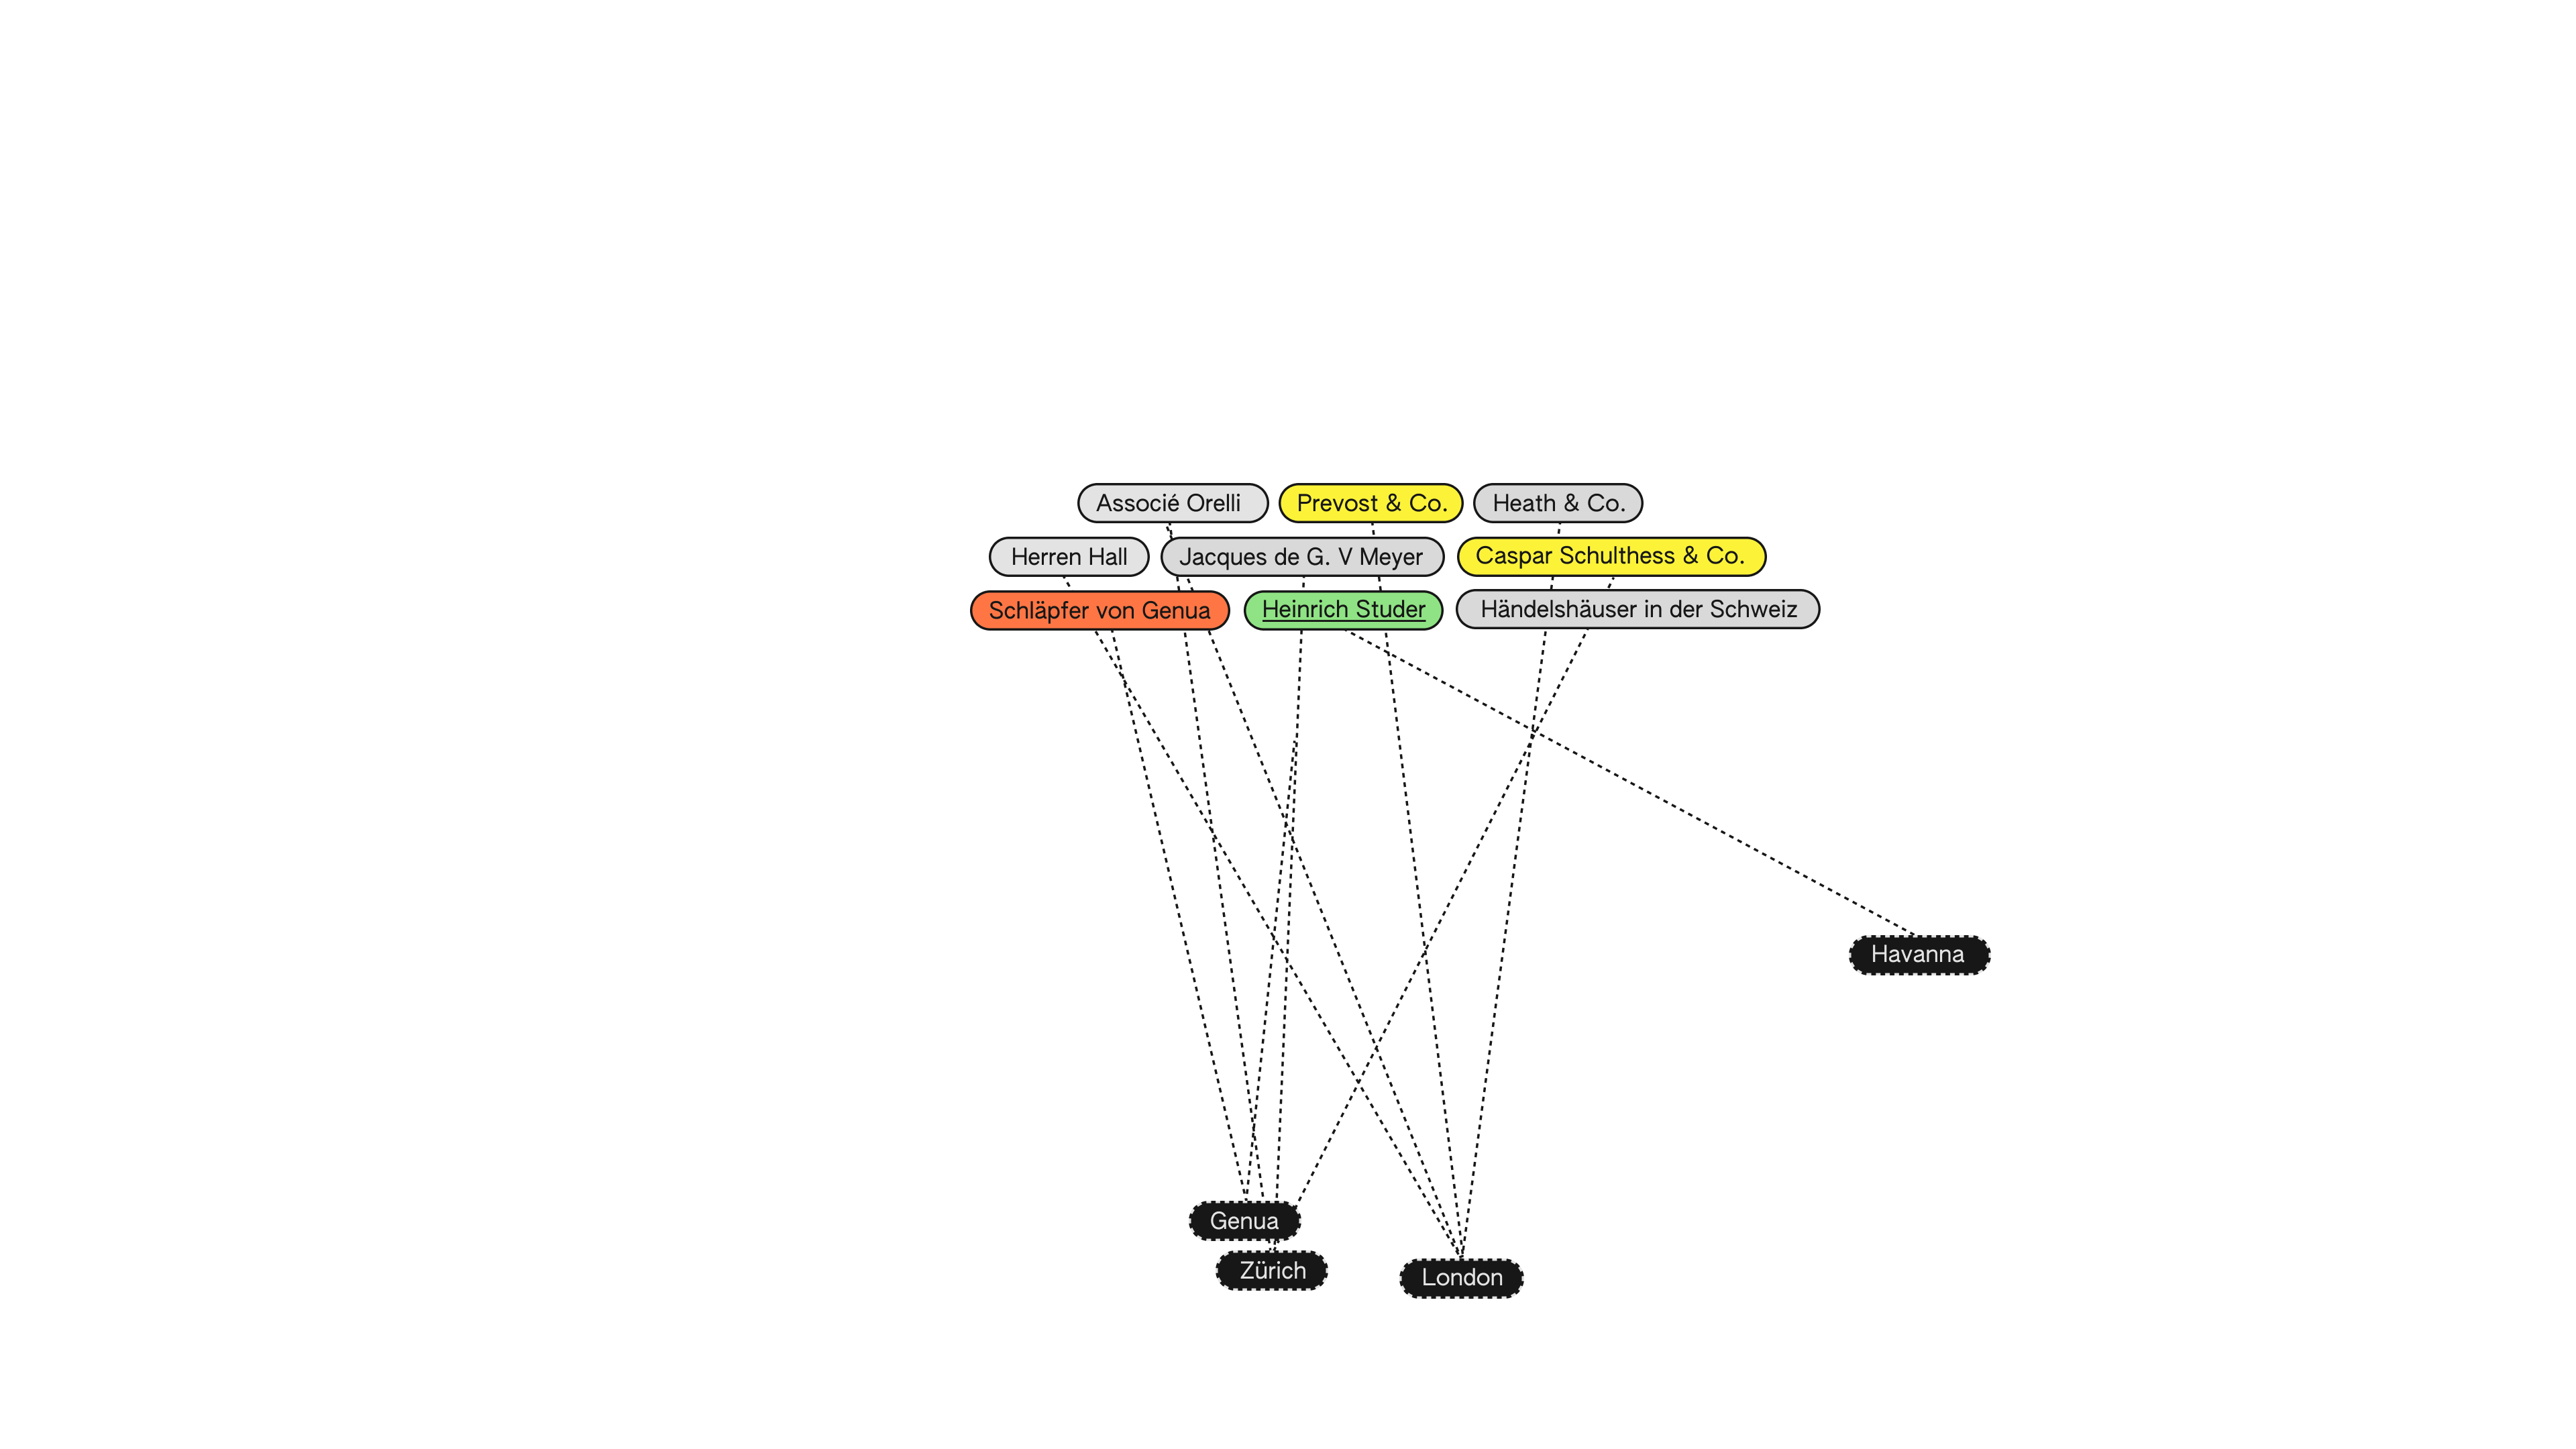 Associé Orelli
Prevost & Co.
Heath & Co.
Herren Hall
Jacques de G. V Meyer
Caspar Schulthess & Co.
Schläpfer von Genua
Heinrich Studer
Händelshäuser in der Schweiz
Havanna
Genua
Zürich
London